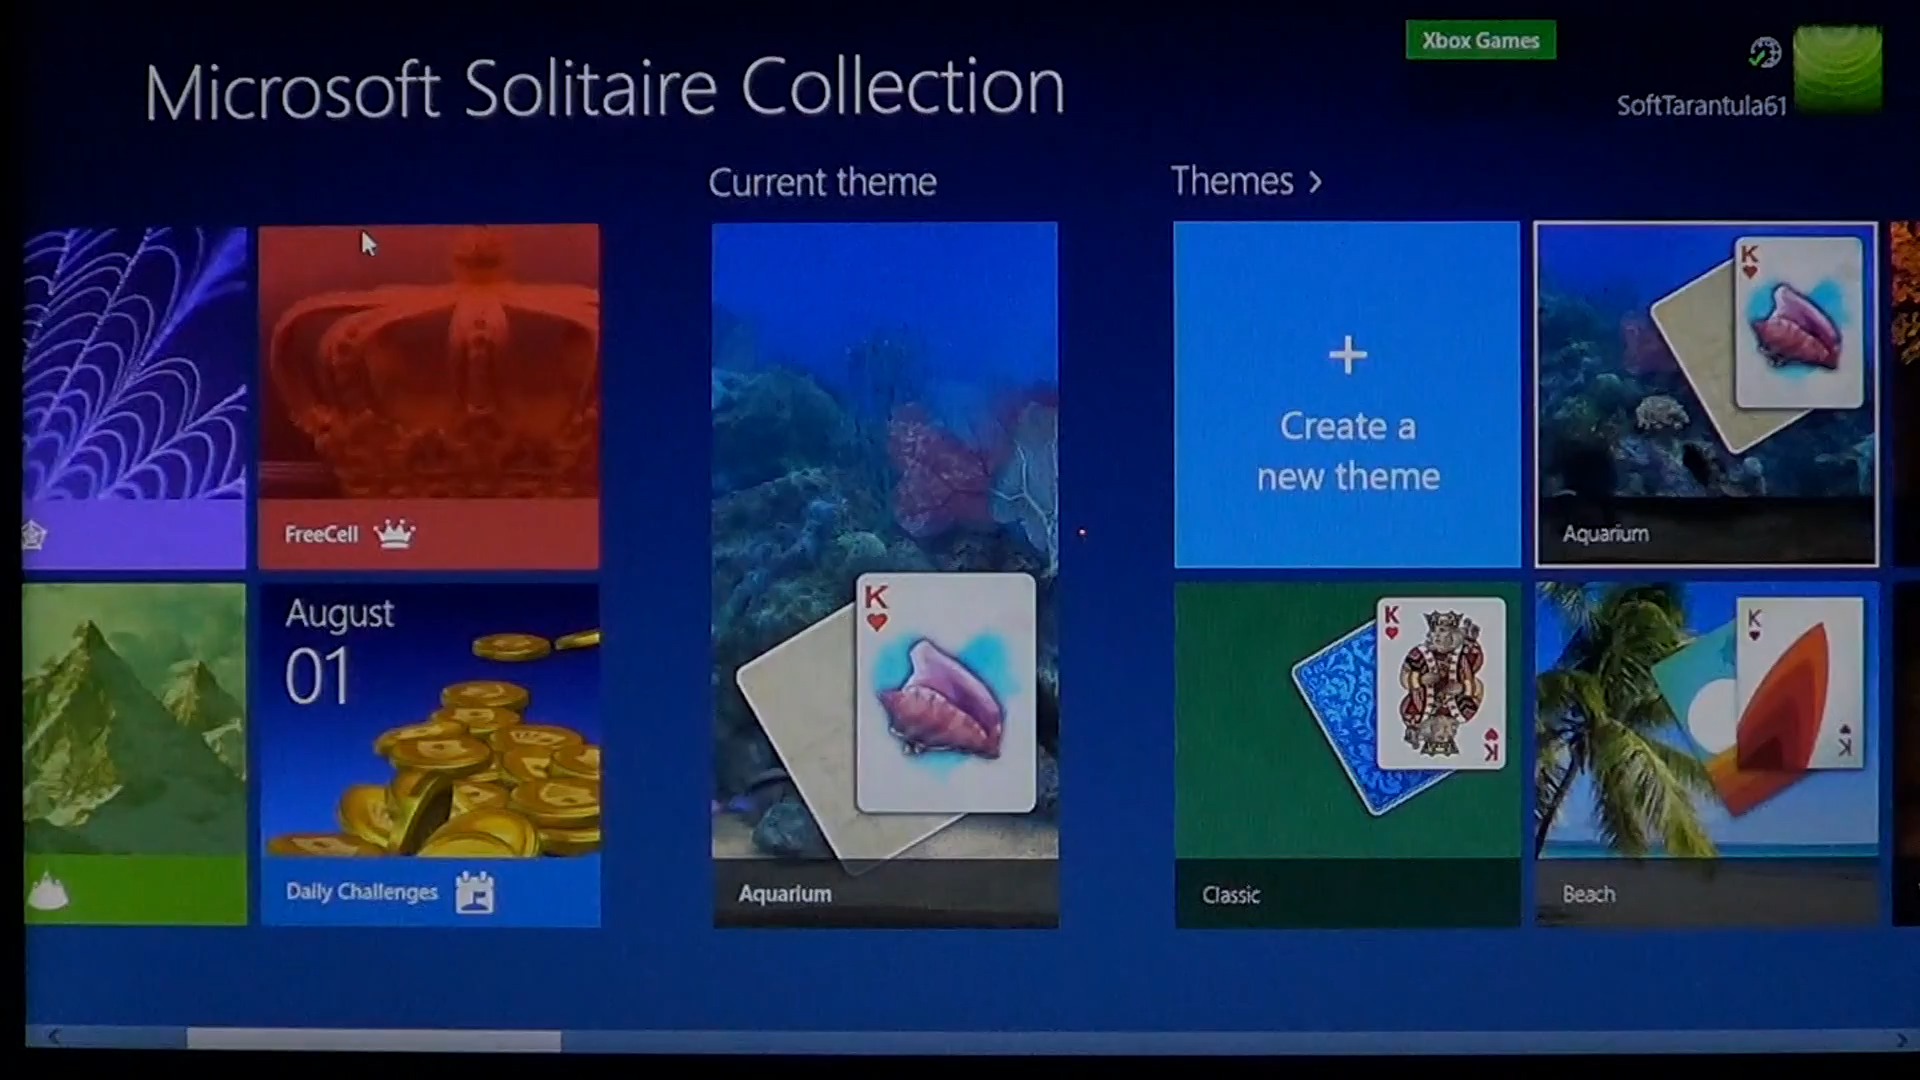 Xbox Games
SoftTarantula61
Microsoft Solitaire Collection
Current theme
Themes >
FreeCell
August
01
Daily Challenges
K
Aquarium
+
Create a
new theme
K
Aquarium
K
K
Classic
K
K
Beach